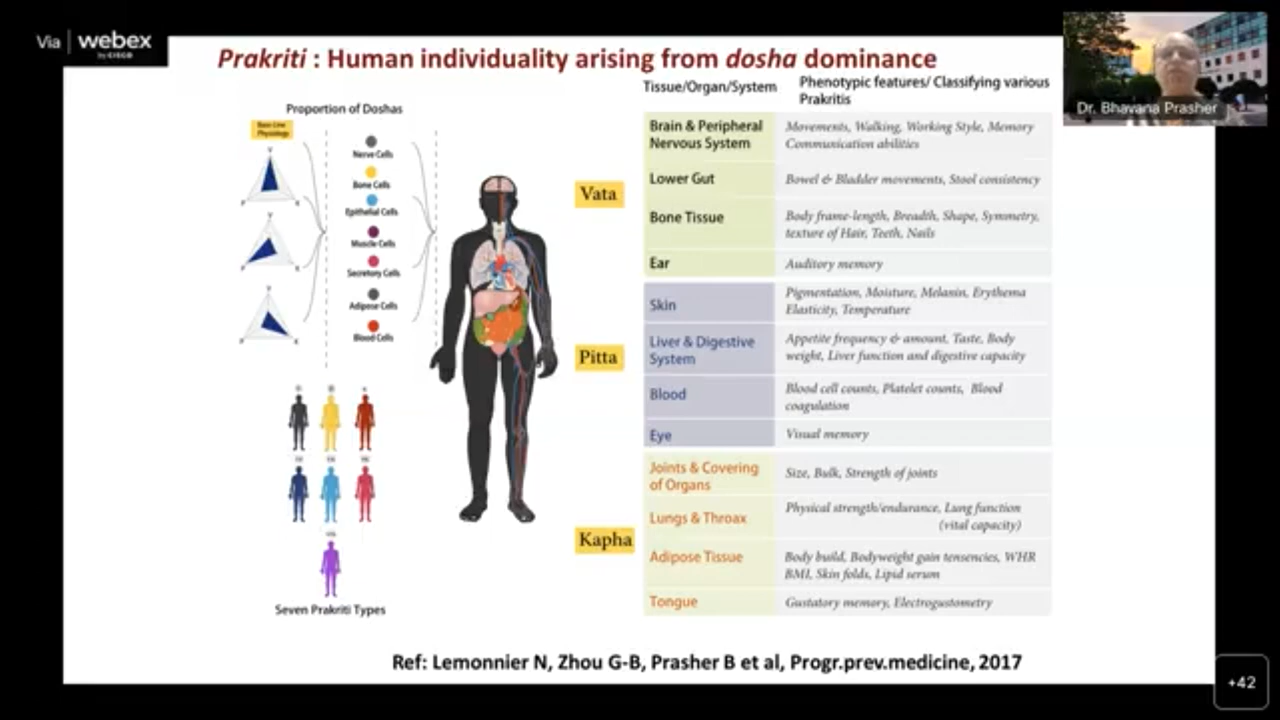 Via webex
by CISCO
Prakriti : Human individuality arising from dosha dominance
Dr. Bhavana Prasher
Proportion of Doshas
Base-Line
Physiology
Nerve Cells
Bone Cells
Epithelial Cells
Muscle Cells
Secretory Cells
Adipose Cells
Blood Cells
Seven Prakriti Types
Vata
Pitta
Kapha
Tissue/Organ/System
Phenotypic features/ Classifying various
Prakritis
Brain & Peripheral
Nervous System
Movements, Walking, Working Style, Memory
Communication abilities
Lower Gut
Bowel & Bladder movements, Stool consistency
Bone Tissue
Body frame-length, Breadth, Shape, Symmetry,
texture of Hair, Teeth, Nails
Ear
Auditory memory
Skin
Pigmentation, Moisture, Melanin, Erythema
Elasticity, Temperature
Liver & Digestive
System
Appetite frequency & amount, Taste, Body
weight, Liver function and digestive capacity
Blood
Blood cell counts, Platelet counts, Blood
coagulation
Eye
Visual memory
Joints & Covering
of Organs
Size, Bulk, Strength of joints
Lungs & Throax
Physical strength/endurance, Lung function
(vital capacity)
Adipose Tissue
Body build, Bodyweight gain tensencies, WHR
BMI, Skin folds, Lipid serum
Tongue
Gustatory memory, Electrogustometry
Ref: Lemonnier N, Zhou G-B, Prasher B et al, Progr.prev.medicine, 2017
+42